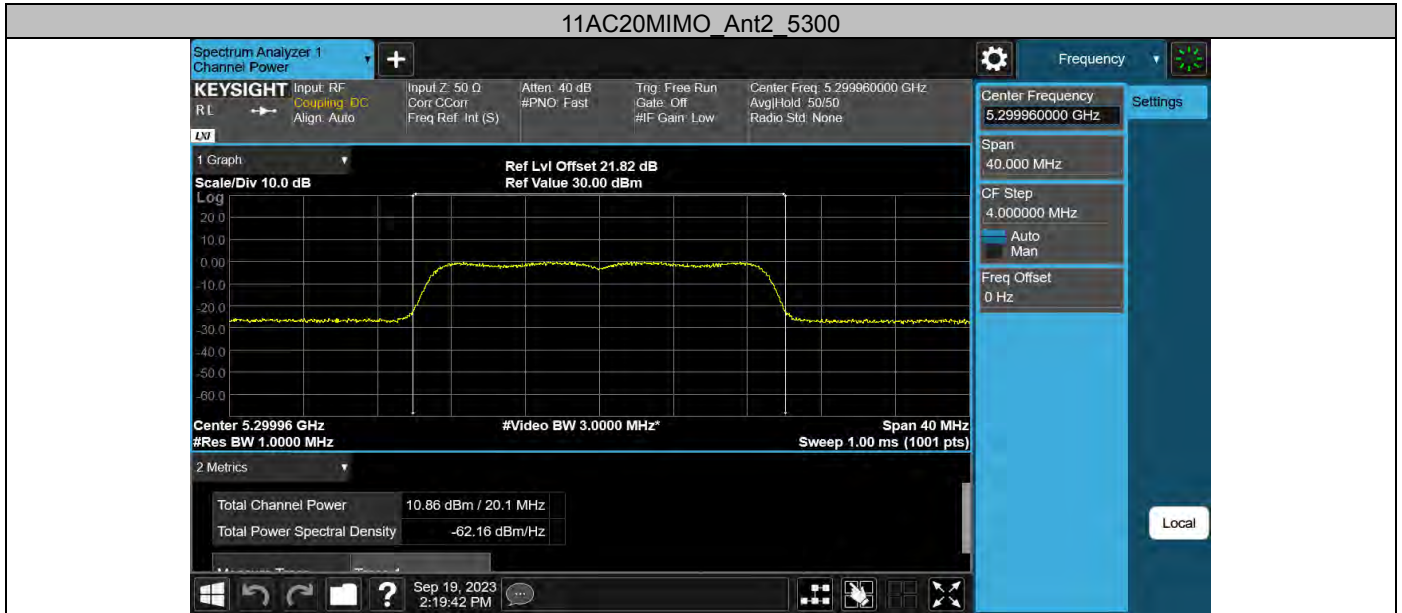 11AC20MIMO_Ant2_5300
Spectrum Analyzer 1
Channel Power
+
Frequency
KEYSIGHT
RL
LXI
Input: RF
Coupling: DC
Align: Auto
Input Z: 50 Ω
Corr CCorr
Freq Ref: Int (S)
Atten: 40 dB
#PNO: Fast
Trig: Free Run
Gate: Off
#IF Gain: Low
Center Freq: 5.299960000 GHz
Avg|Hold: 50/50
Radio Std: None
Center Frequency
5.299960000 GHz
Settings
Span
40.000 MHz
CF Step
4.000000 MHz
Auto
Man
Freq Offset
0 Hz
1 Graph
Ref Lvl Offset 21.82 dB
Scale/Div 10.0 dB
Ref Value 30.00 dBm
Log
20.0
10.0
0.00
-10.0
-20.0
-30.0
-40.0
-50.0
-60.0
Center 5.29996 GHz
#Video BW 3.0000 MHz*
Span 40 MHz
#Res BW 1.0000 MHz
Sweep 1.00 ms (1001 pts)
2 Metrics
Total Channel Power 10.86 dBm / 20.1 MHz
Total Power Spectral Density -62.16 dBm/Hz
Local
?
Sep 19, 2023
2:19:42 PM